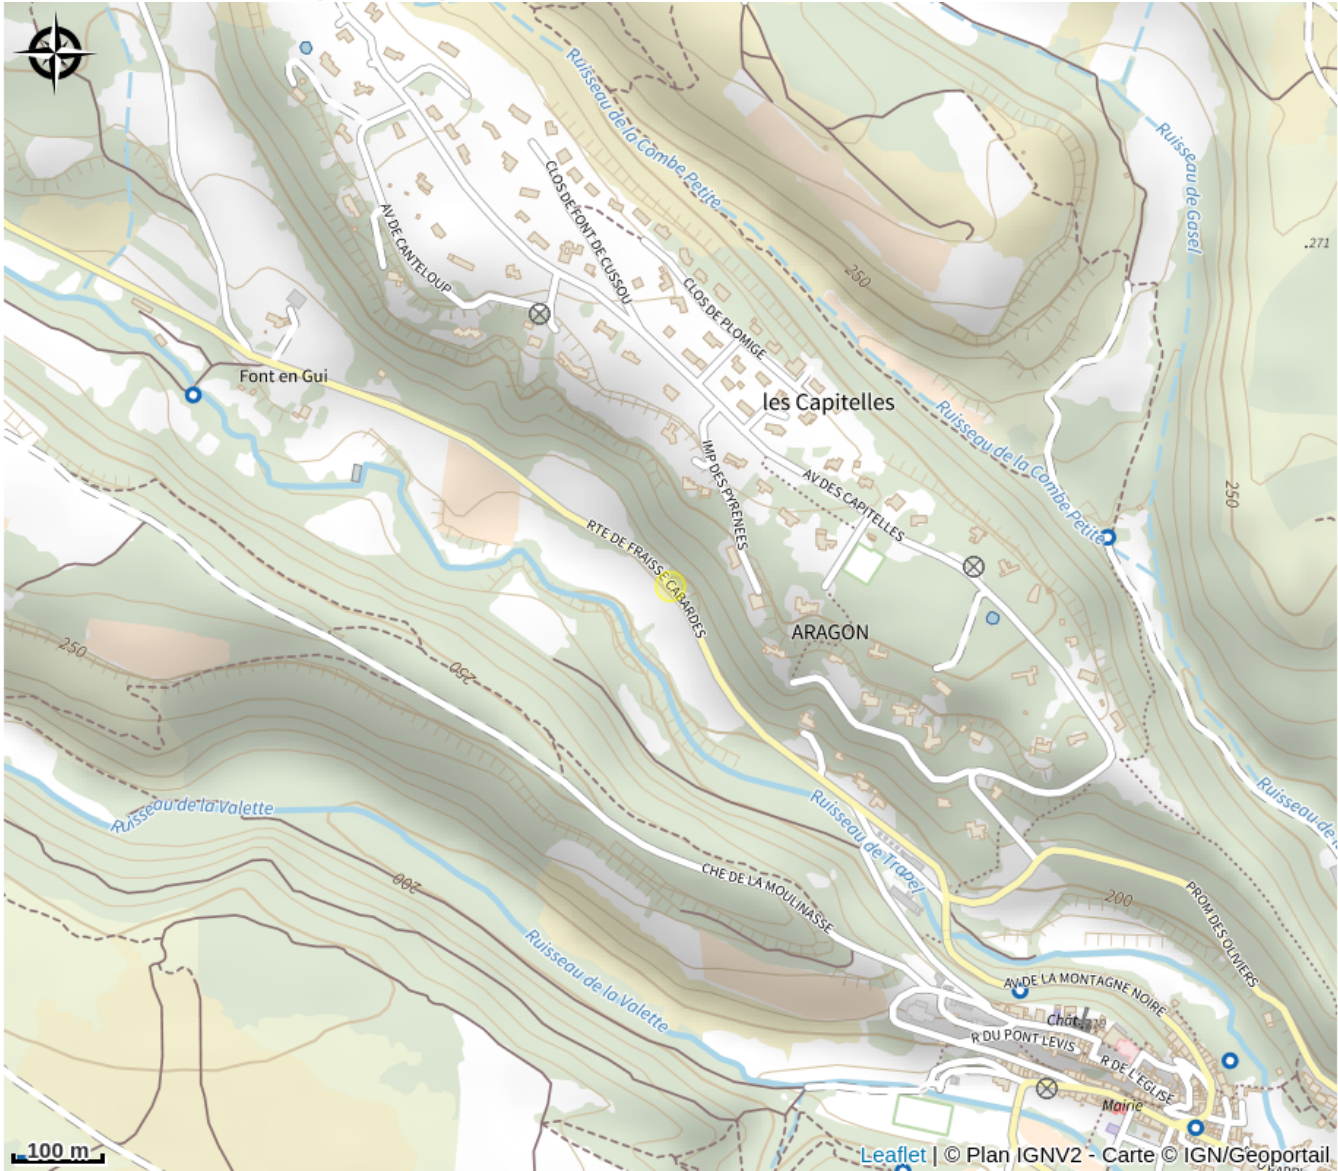 Ruisseau de la Combe Petite
Ruisseau de Gasel
CLOS DE FONT DE CUSSOU
AV DE CANTELOUP
.271
250
CLOS DE PLOMIGE
Font en Gui
les Capitelles
Ruisseau de la Combe Petite
IMP DES PYRENEES
AV DES CAPITELLES
250
RTE DE FRAISSE CABARDES
ARAGON
250
250
Ruisseau de la Valette
Ruisseau de Trapel
Ruisseau de
CHE DE LA MOULINASSE
200
200
PROM DES OLIVIERS
Ruisseau de la Valette
AV DE LA MONTAGNE NOIRE
Chât.
R DU PONT LEVIS
R DE L'EGLISE
Mairie
100 m
Leaflet | © Plan IGNV2 - Carte © IGN/Geoportail